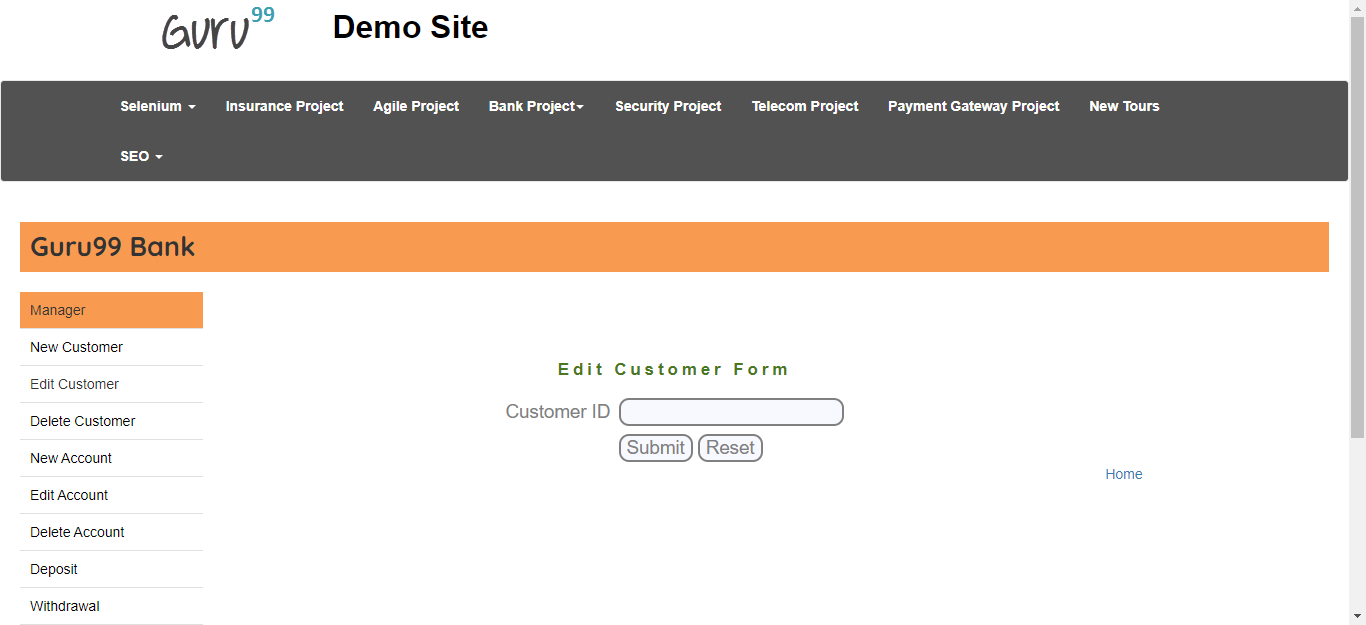 Guru99
Demo Site
Selenium Insurance Project Agile Project Bank Project Security Project Telecom Project Payment Gateway Project New Tours
SEO
Guru99 Bank
Manager
New Customer
Edit Customer
Delete Customer
New Account
Edit Account
Delete Account
Deposit
Withdrawal
Edit Customer Form
Customer ID
Submit Reset
Home